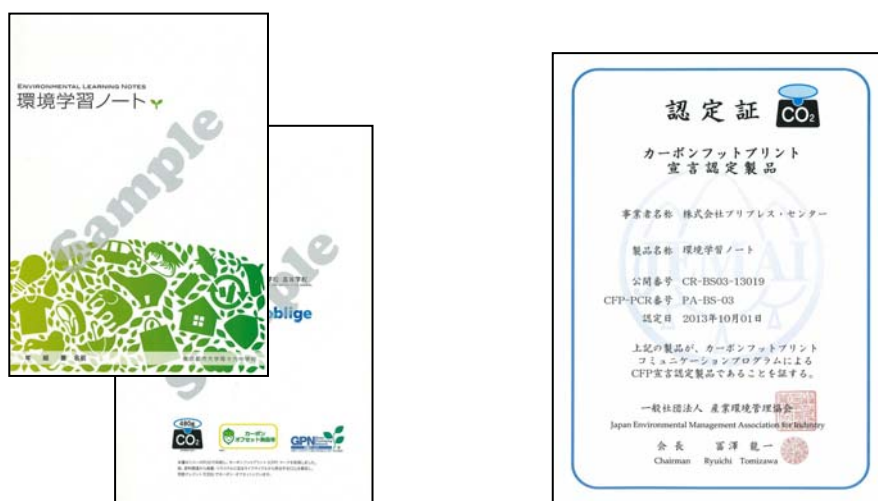 ENVIRONMENTAL LEARNING NOTES
環境学習ノート
Sample
年 組 番 名前
oblige
480g
CO₂
カーボン
オフセット
GPN
認定証
CO₂
カーボンフットプリント
宣言認定製品
事業者名称 株式会社プリプレス・センター
製品名称 環境学習ノート
公開番号 CR-BS03-13019
CFP-PCR番号 PA-BS-03
認定日 2013年10月01日
上記の製品が、カーボンフットプリント
コミュニケーションプログラムによる
CFP宣言認定製品であることを証する。
一般社団法人 産業環境管理協会
Japan Environmental Management Association for Industry
会長 冨澤 龍一
Chairman Ryuichi Tomizawa
JEMAI